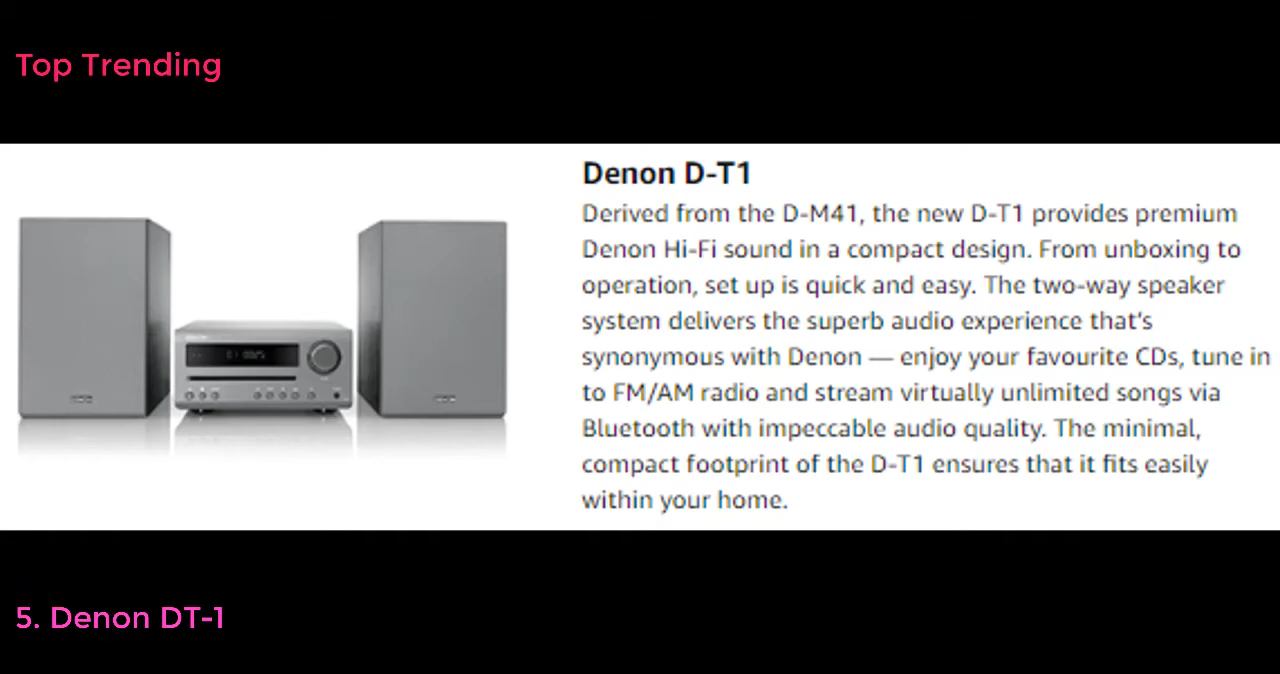 Top Trending
Denon D-T1
Derived from the D-M41, the new D-T1 provides premium
Denon Hi-Fi sound in a compact design. From unboxing to
operation, set up is quick and easy. The two-way speaker
system delivers the superb audio experience that's
synonymous with Denon — enjoy your favourite CDs, tune in
to FM/AM radio and stream virtually unlimited songs via
Bluetooth with impeccable audio quality. The minimal,
compact footprint of the D-T1 ensures that it fits easily
within your home.
5. Denon DT-1